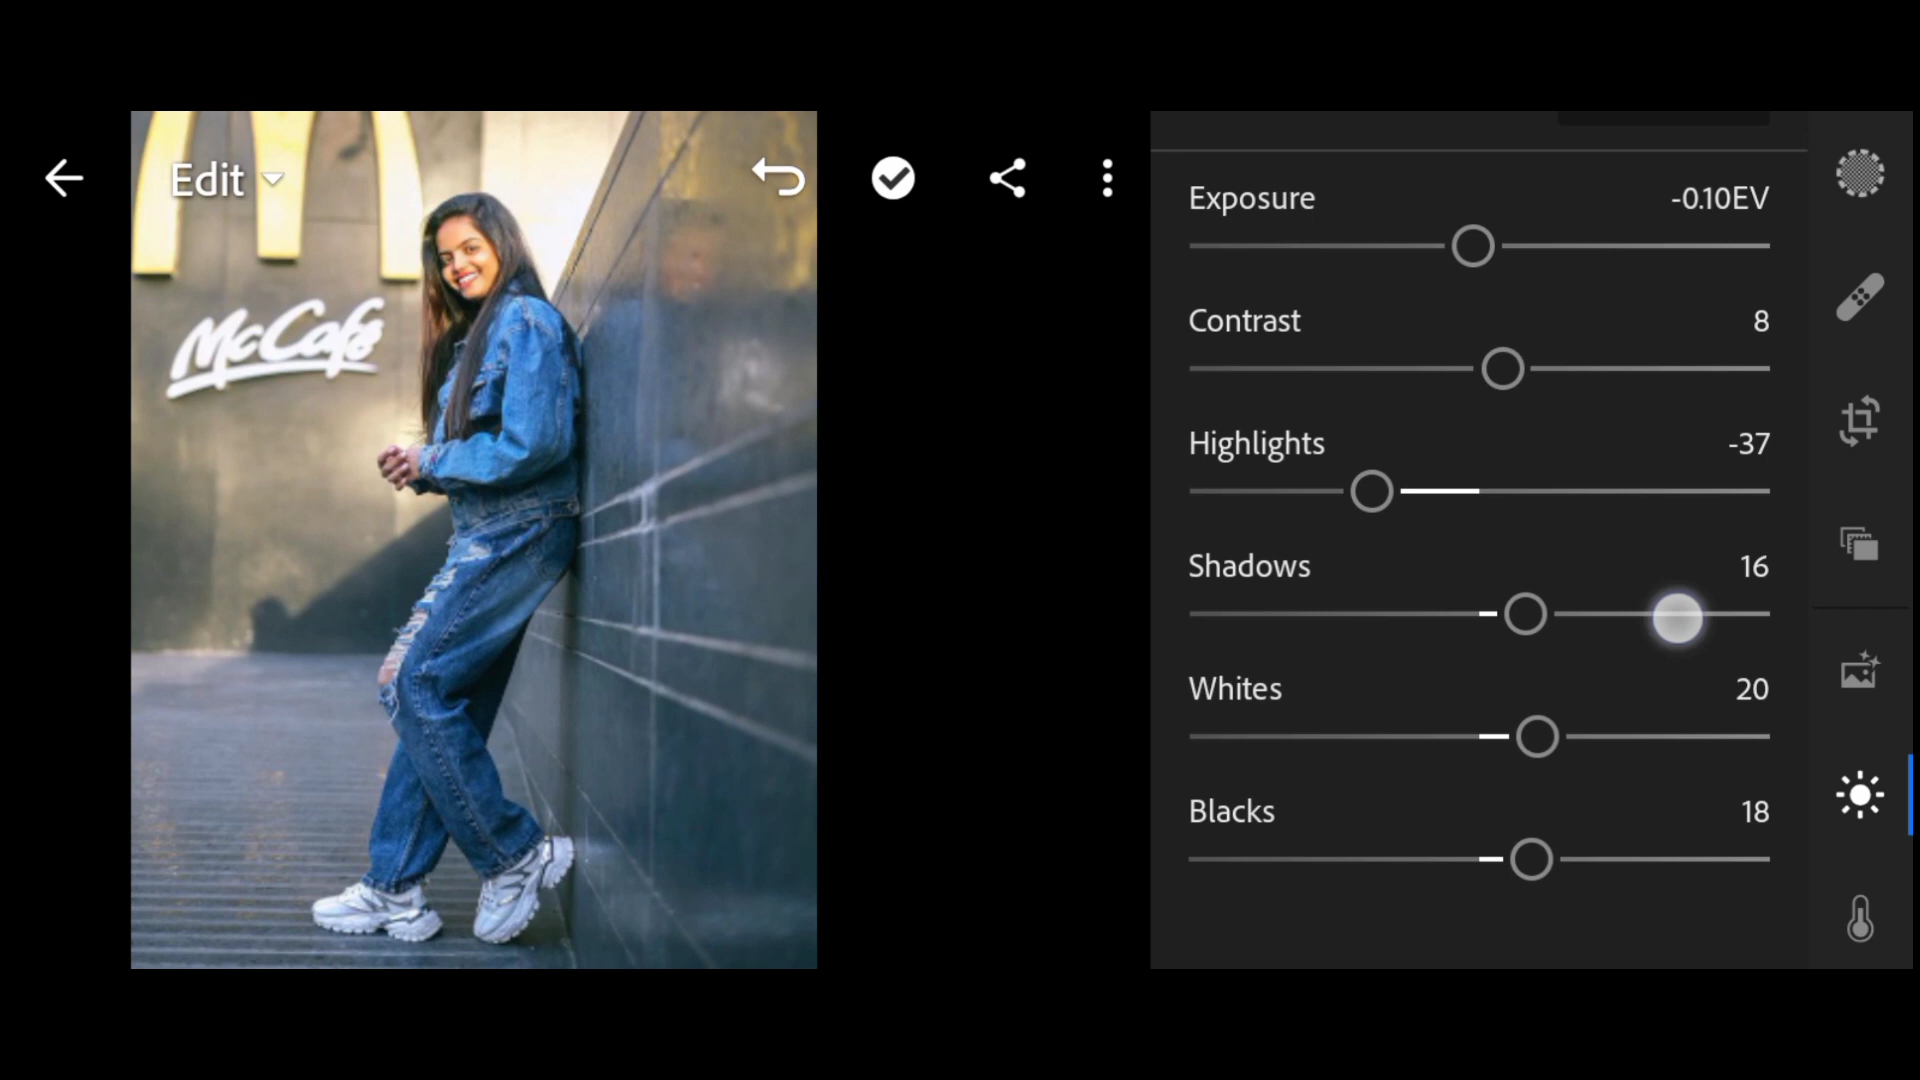 Edit
McCafé
Exposure -0.10EV
Contrast 8
Highlights -37
Shadows 16
Whites 20
Blacks 18